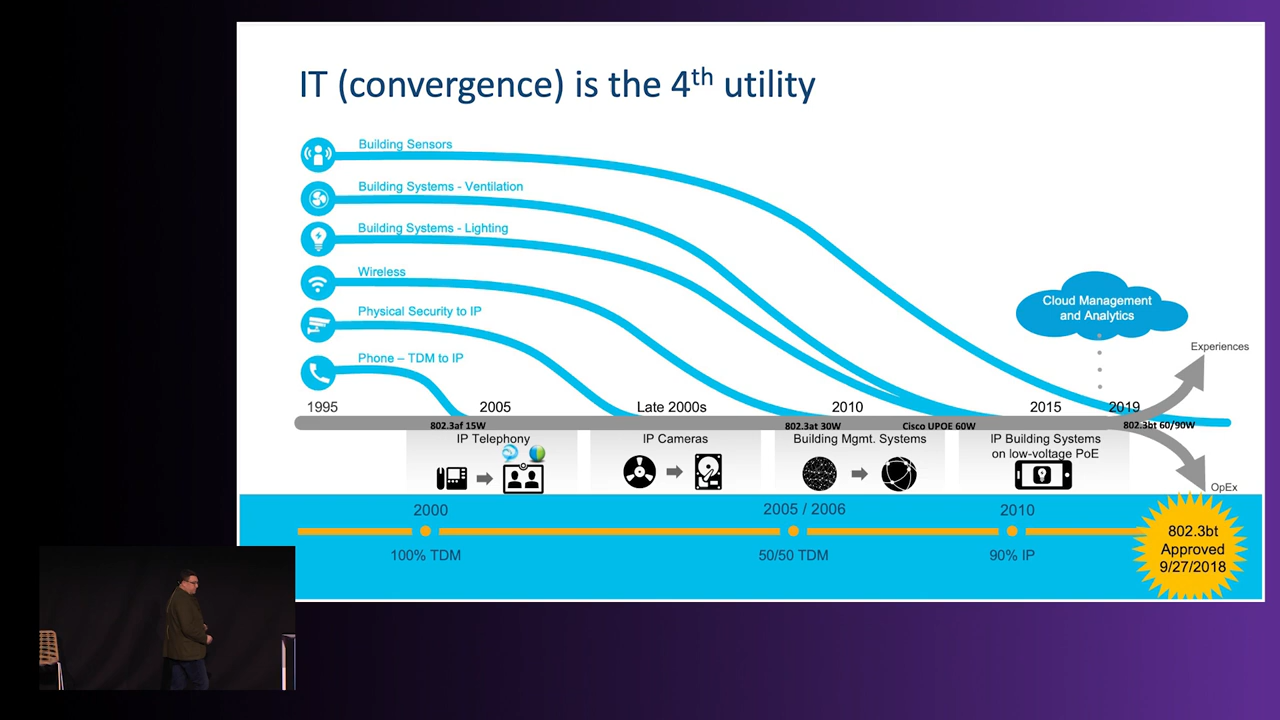 IT (convergence) is the 4th utility
Building Sensors
Building Systems - Ventilation
Building Systems - Lighting
Wireless
Physical Security to IP
Phone – TDM to IP
Cloud Management
and Analytics
Experiences
1995
2005
Late 2000s
2010
2015
2019
802.3af 15W
802.3at 30W
Cisco UPOE 60W
802.3bt 60/90W
IP Telephony
IP Cameras
Building Mgmt. Systems
IP Building Systems
on low-voltage PoE
OpEx
2000
2005 / 2006
2010
100% TDM
50/50 TDM
90% IP
802.3bt
Approved
9/27/2018